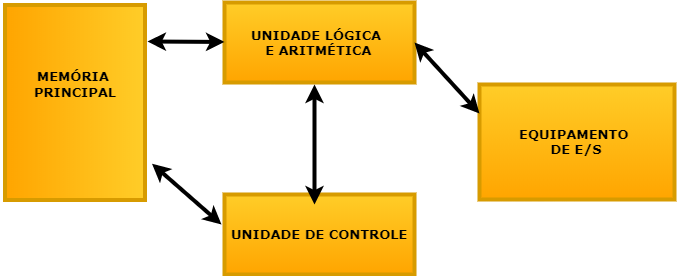 MEMÓRIA
PRINCIPAL
UNIDADE LÓGICA
E ARITMÉTICA
EQUIPAMENTO
DE E/S
UNIDADE DE CONTROLE